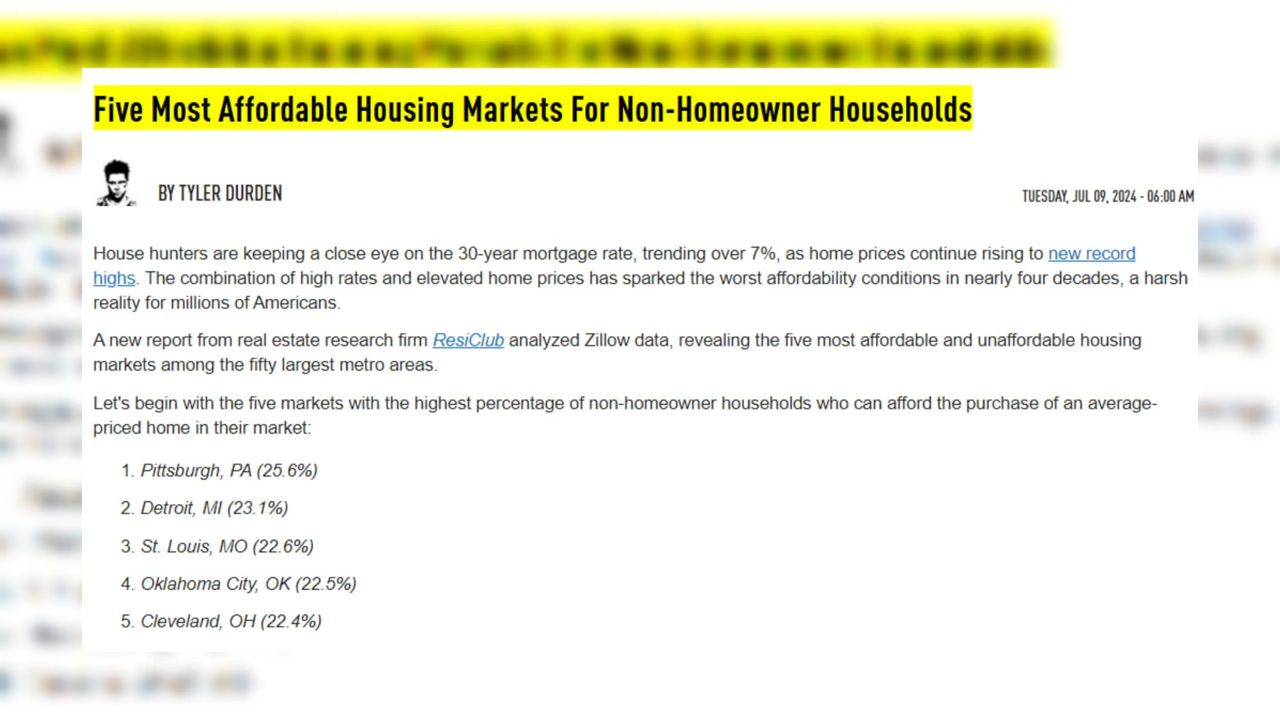 Five Most Affordable Housing Markets For Non-Homeowner Households
BY TYLER DURDEN
TUESDAY, JUL 09, 2024 - 06:00 AM
House hunters are keeping a close eye on the 30-year mortgage rate, trending over 7%, as home prices continue rising to new record
highs. The combination of high rates and elevated home prices has sparked the worst affordability conditions in nearly four decades, a harsh
reality for millions of Americans.
A new report from real estate research firm ResiClub analyzed Zillow data, revealing the five most affordable and unaffordable housing
markets among the fifty largest metro areas.
Let's begin with the five markets with the highest percentage of non-homeowner households who can afford the purchase of an average-
priced home in their market:
1. Pittsburgh, PA (25.6%)
2. Detroit, MI (23.1%)
3. St. Louis, MO (22.6%)
4. Oklahoma City, OK (22.5%)
5. Cleveland, OH (22.4%)